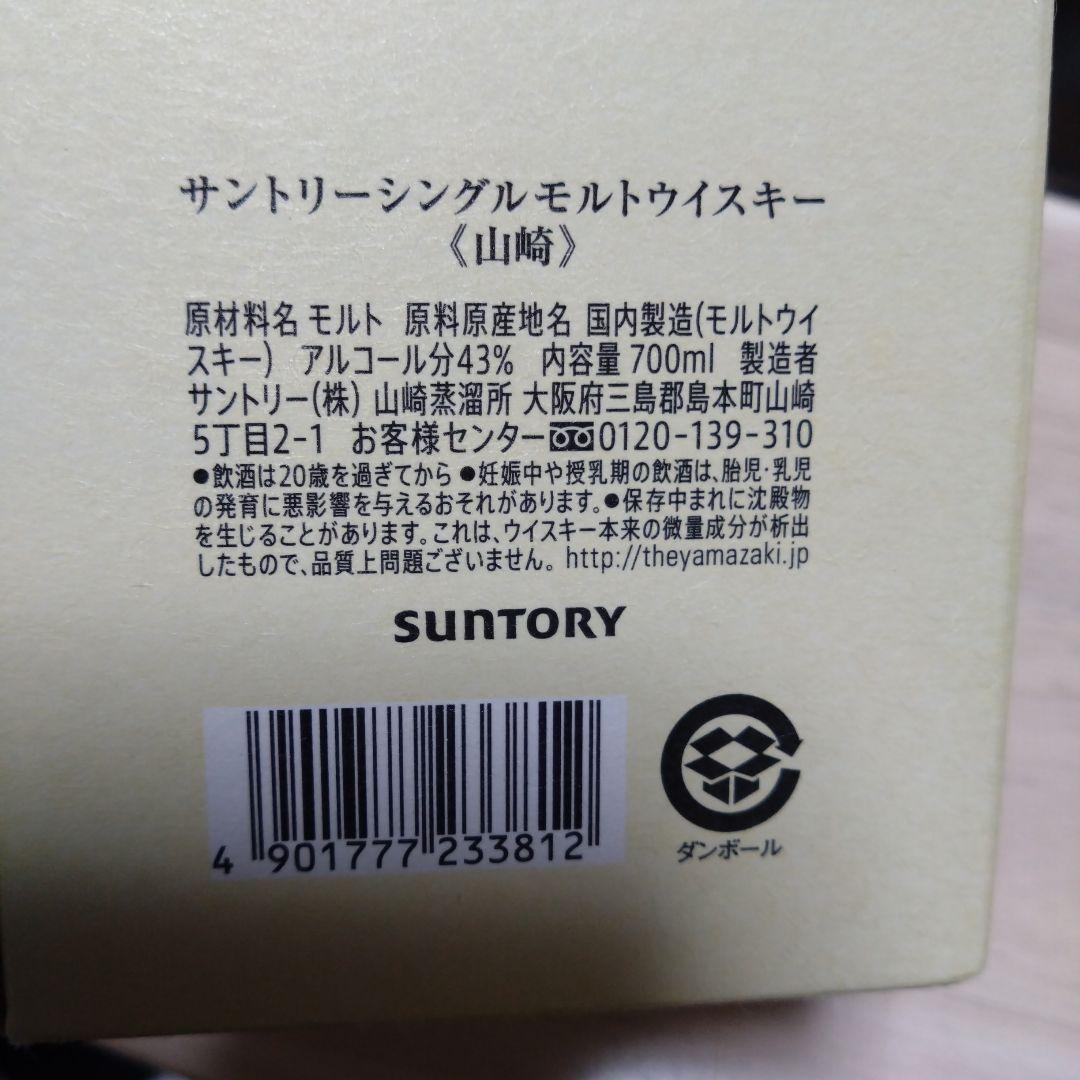 サントリーシングルモルトウイスキー
《山崎》
原材料名 モルト 原料原産地名 国内製造(モルトウイ
スキー) アルコール分43% 内容量 700ml 製造者
サントリー(株) 山崎蒸溜所 大阪府三島郡島本町山崎
5丁目2-1 お客様センター 0120-139-310
●飲酒は20歳を過ぎてから ●妊娠中や授乳期の飲酒は、胎児・乳児
の発育に悪影響を与えるおそれがあります。●保存中まれに沈殿物
を生じることがあります。これは、ウイスキー本来の微量成分が析出
したもので、品質上問題ございません。 http://theyamazaki.jp
SUNTORY
4 901777 233812
ダンボール